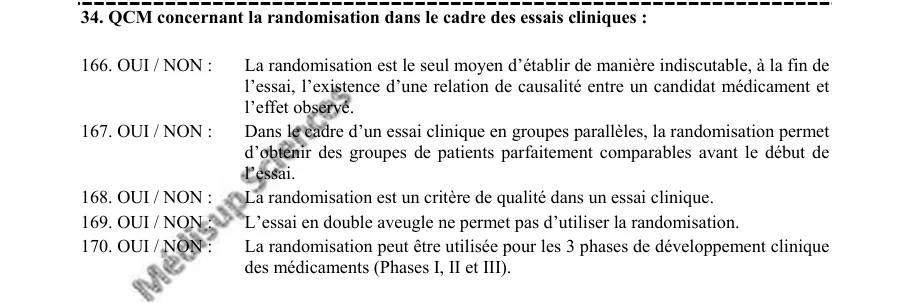 34. QCM concernant la randomisation dans le cadre des essais cliniques :
166. OUI / NON : La randomisation est le seul moyen d’établir de manière indiscutable, à la fin de
l’essai, l’existence d’une relation de causalité entre un candidat médicament et
l’effet observé.
167. OUI / NON : Dans le cadre d’un essai clinique en groupes parallèles, la randomisation permet
d’obtenir des groupes de patients parfaitement comparables avant le début de
l’essai.
168. OUI / NON : La randomisation est un critère de qualité dans un essai clinique.
169. OUI / NON : L’essai en double aveugle ne permet pas d’utiliser la randomisation.
170. OUI / NON : La randomisation peut être utilisée pour les 3 phases de développement clinique
des médicaments (Phases I, II et III).
Médisup Sciences